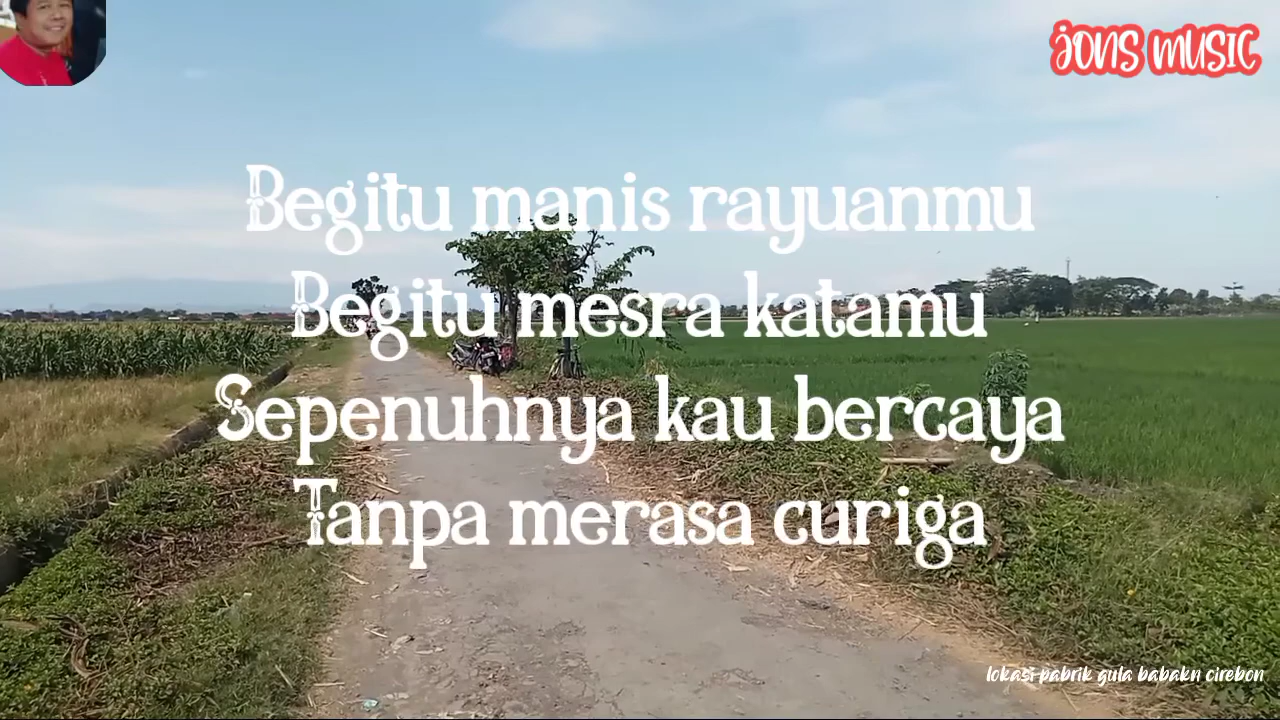 JONS MUSIC
Begitu manis rayuanmu
Begitu mesra katamu
Sepenuhnya kau bercaya
Tanpa merasa curiga
lokasi pabrik gula babakn cirebon